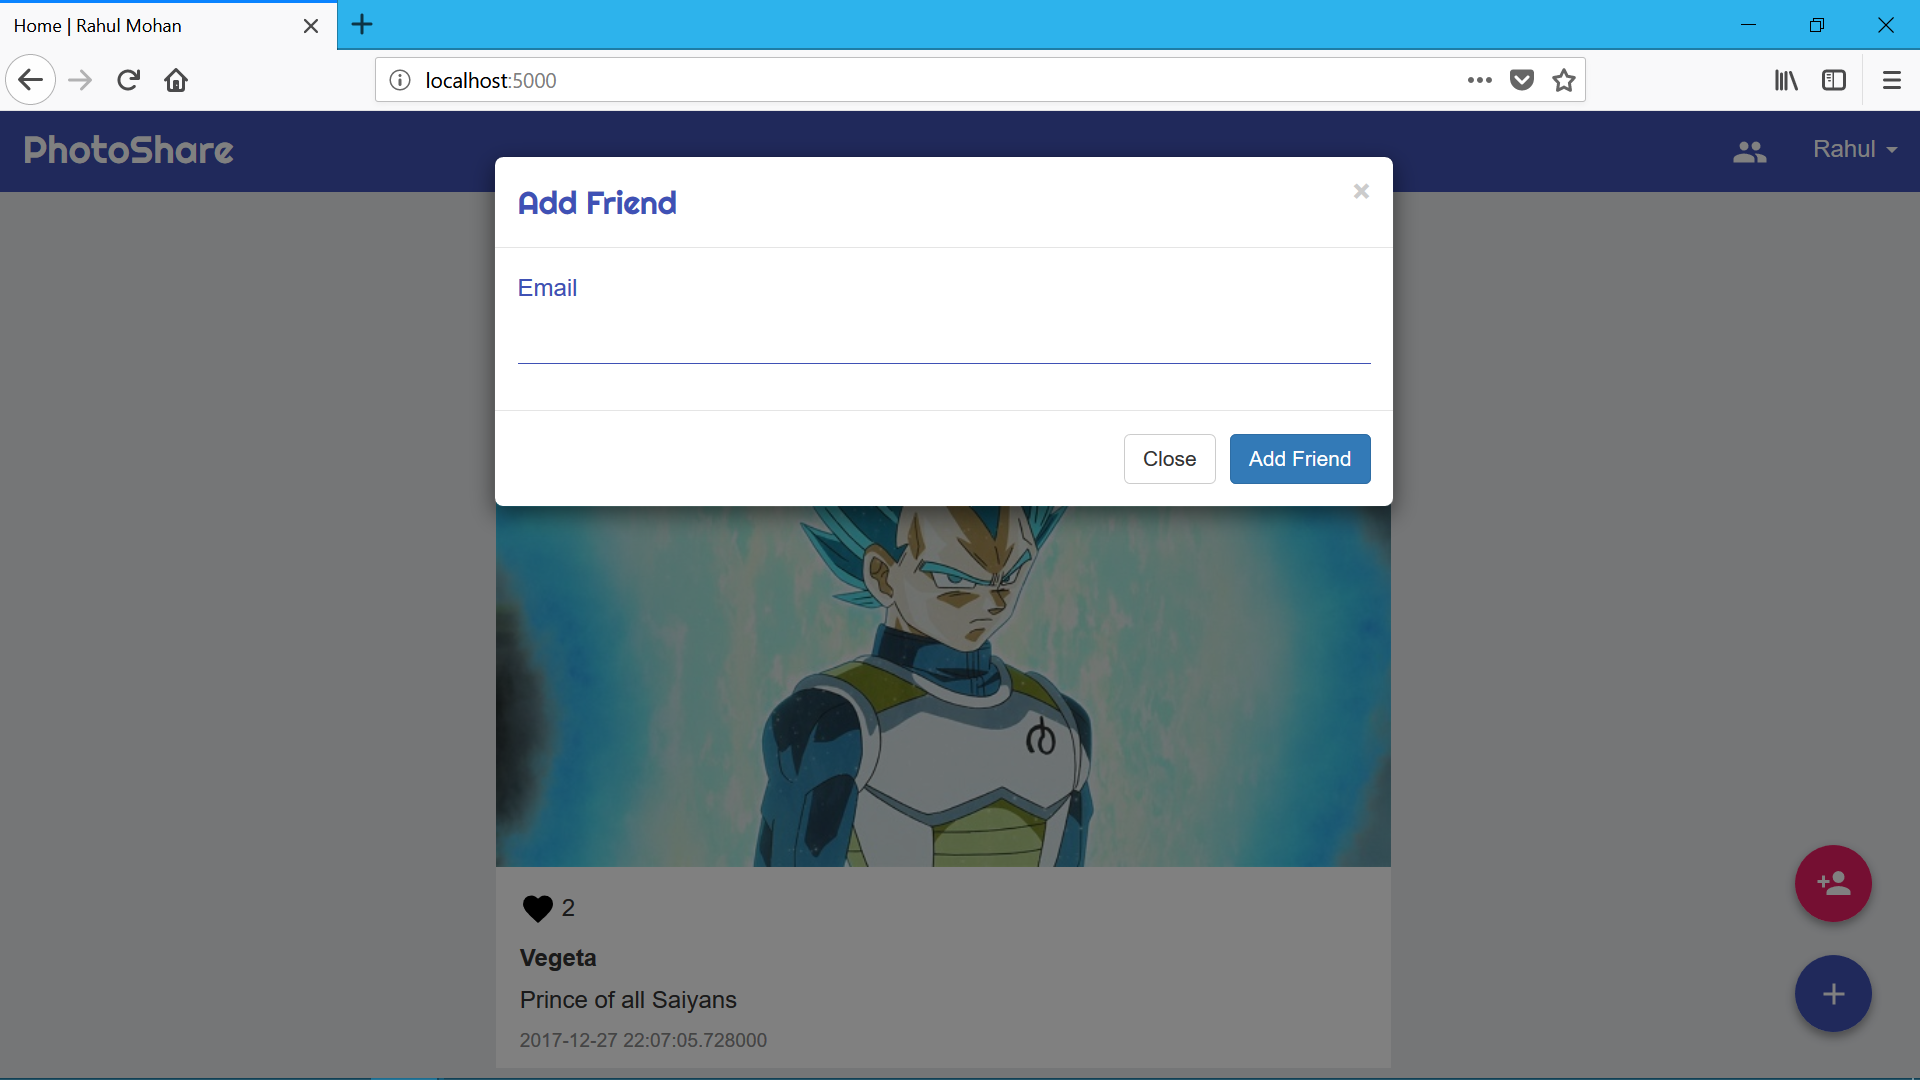 Home | Rahul Mohan
localhost:5000
PhotoShare
Rahul
Add Friend
Email
Close
Add Friend
2
Vegeta
Prince of all Saiyans
2017-12-27 22:07:05.728000